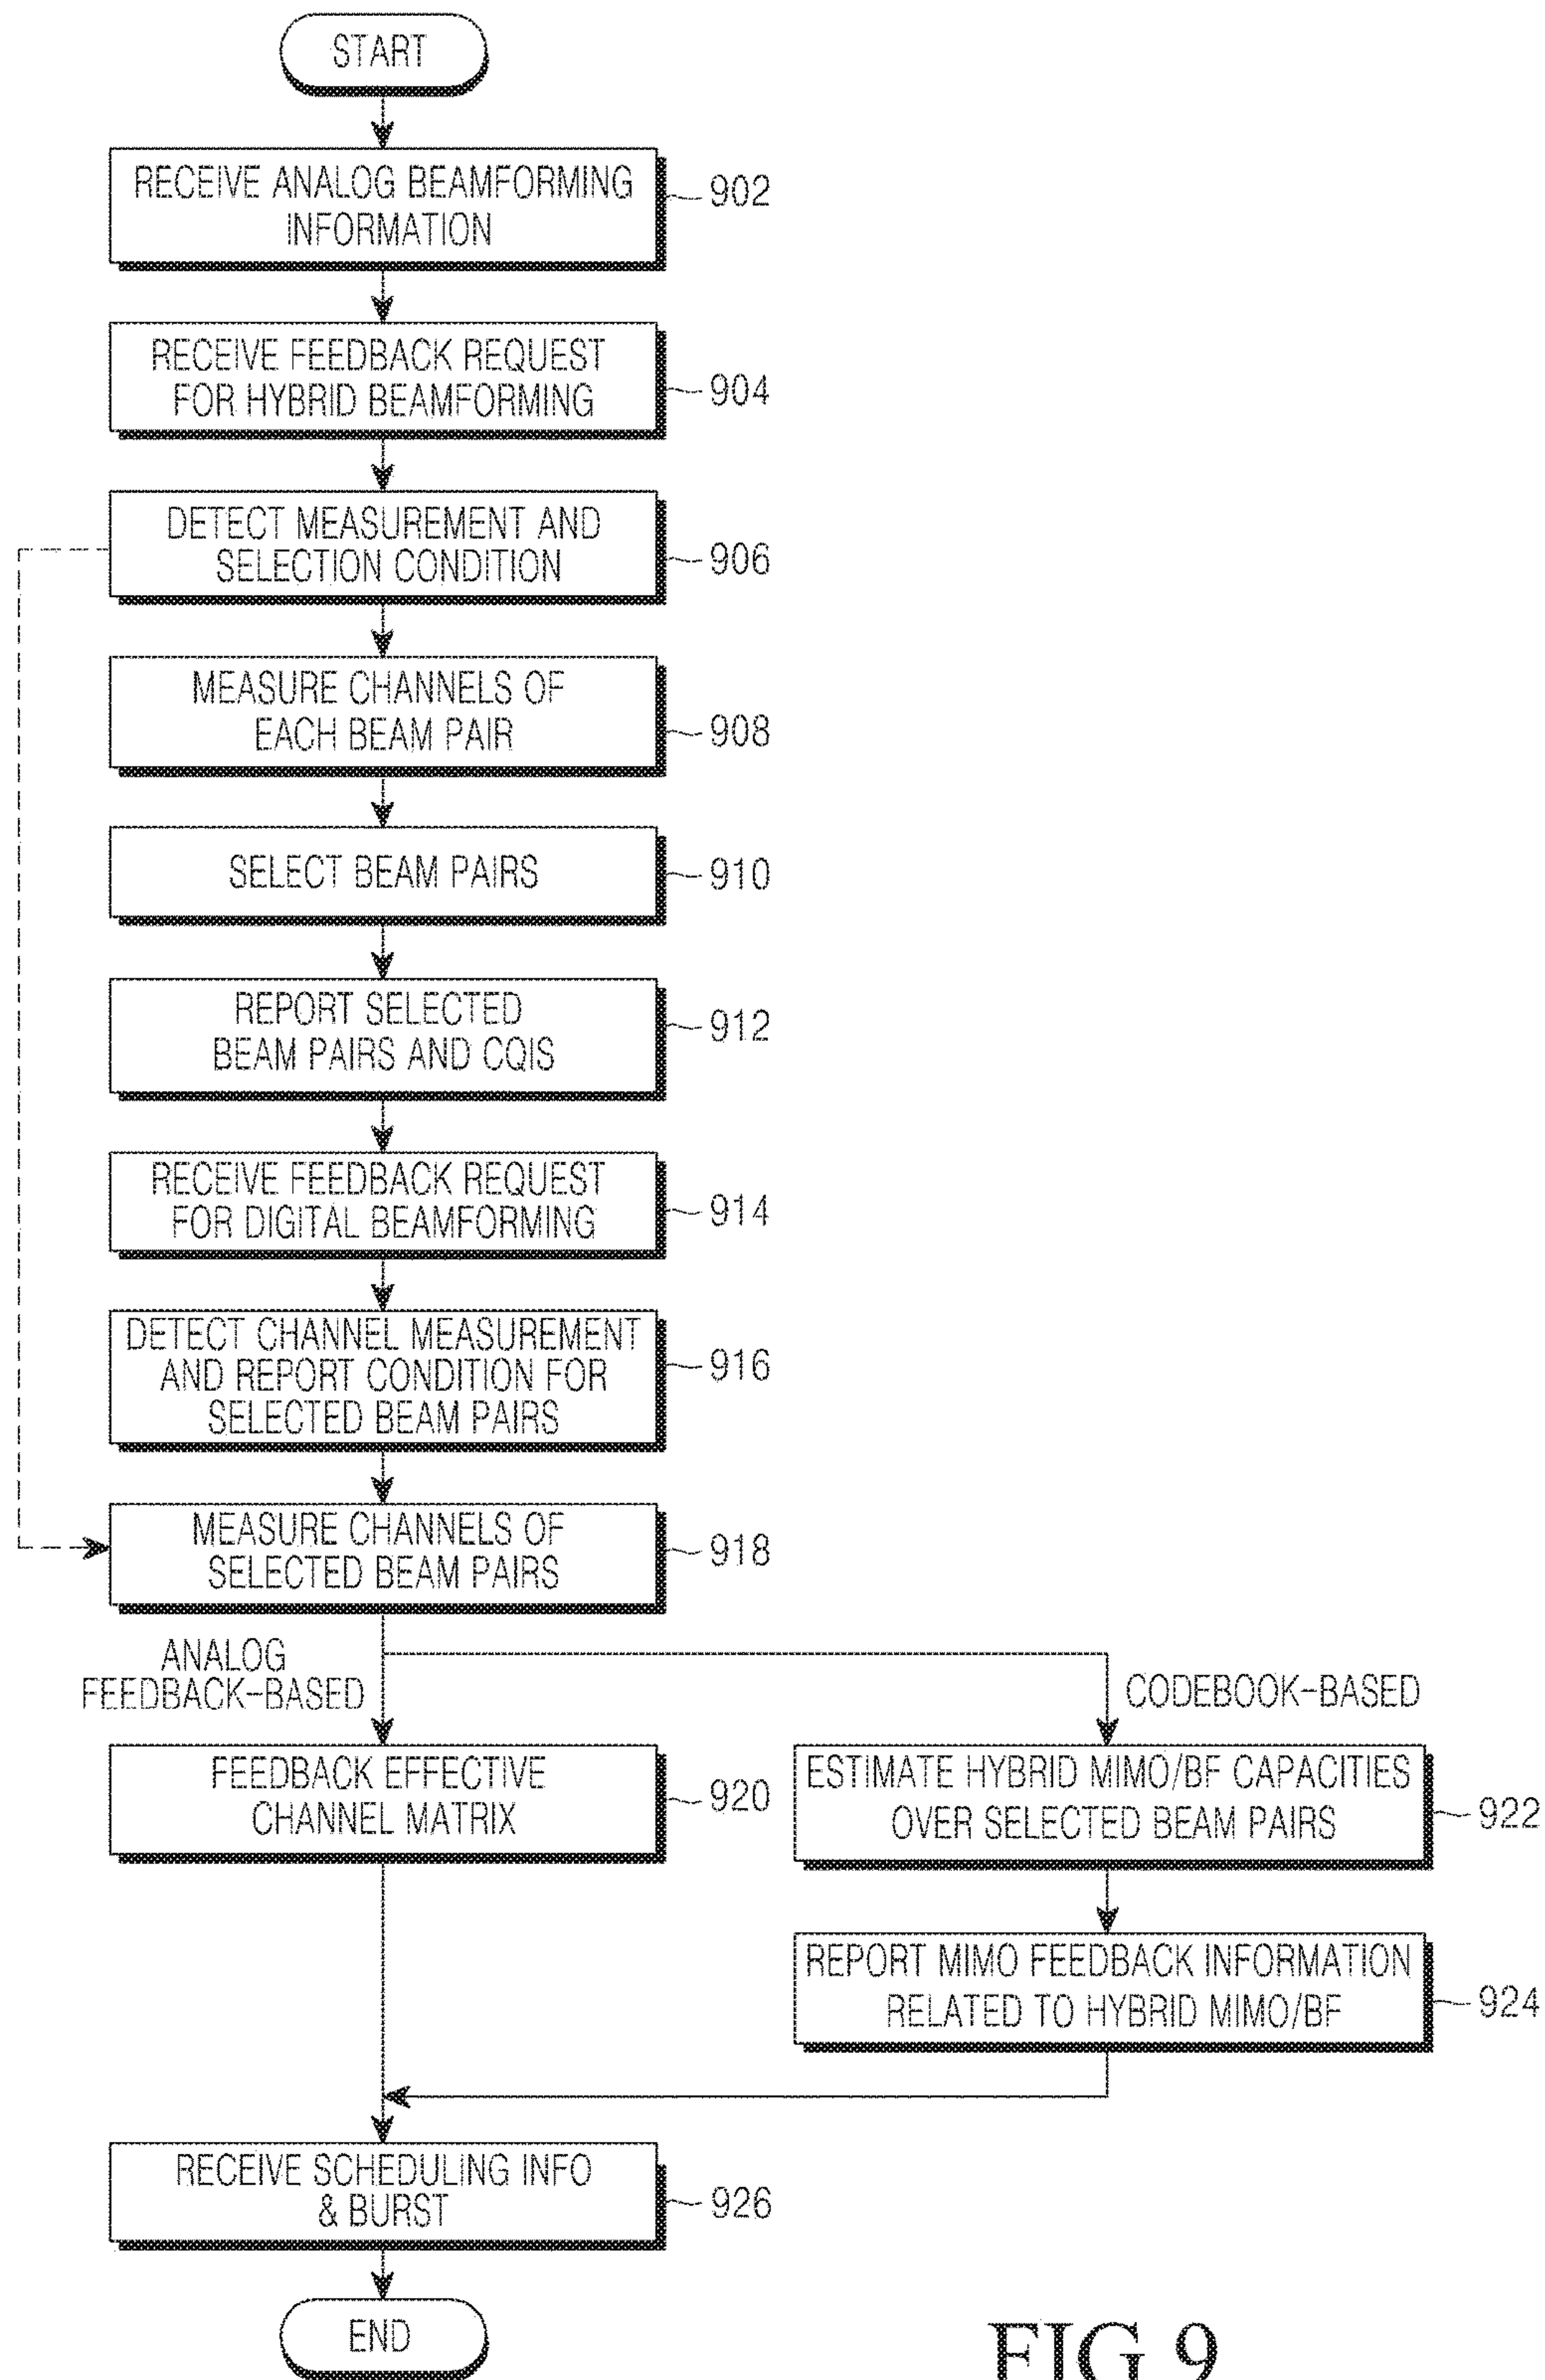 START
RECEIVE ANALOG BEAMFORMING
INFORMATION
902
RECEIVE FEEDBACK REQUEST
FOR HYBRID BEAMFORMING
904
DETECT MEASUREMENT AND
SELECTION CONDITION
906
MEASURE CHANNELS OF
EACH BEAM PAIR
908
SELECT BEAM PAIRS
910
REPORT SELECTED
BEAM PAIRS AND CQIS
912
RECEIVE FEEDBACK REQUEST
FOR DIGITAL BEAMFORMING
914
DETECT CHANNEL MEASUREMENT
AND REPORT CONDITION FOR
SELECTED BEAM PAIRS
916
MEASURE CHANNELS OF
SELECTED BEAM PAIRS
918
ANALOG
FEEDBACK-BASED
CODEBOOK-BASED
FEEDBACK EFFECTIVE
CHANNEL MATRIX
920
ESTIMATE HYBRID MIMO/BF CAPACITIES
OVER SELECTED BEAM PAIRS
922
REPORT MIMO FEEDBACK INFORMATION
RELATED TO HYBRID MIMO/BF
924
RECEIVE SCHEDULING INFO
& BURST
926
END
FIG.9